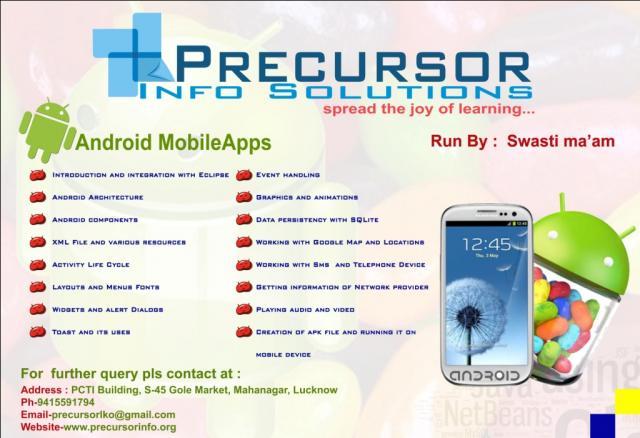 PRECURSOR
INFO SOLUTIONS
spread the joy of learning...
Android MobileApps
Run By : Swasti ma'am
INTRODUCTION AND INTEGRATION WITH ECLIPSE
ANDROID ARCHITECTURE
ANDROID COMPONENTS
XML FILE AND VARIOUS RESOURCES
ACTIVITY LIFE CYCLE
LAYOUTS AND MENUS FONTS
WIDGETS AND ALERT DIALOGS
TOAST AND ITS USES
EVENT HANDLING
GRAPHICS AND ANIMATIONS
DATA PERSISTENCY WITH SQLITE
WORKING WITH GOOGLE MAP AND LOCATIONS
WORKING WITH SMS AND TELEPHONE DEVICE
GETTING INFORMATION OF NETWORK PROVIDER
PLAYING AUDIO AND VIDEO
CREATION OF APK FILE AND RUNNING IT ON
MOBILE DEVICE
12:45
Thu, 3 May
ANDROID
For further query pls contact at :
Address : PCTI Building, S-45 Gole Market, Mahanagar, Lucknow
Ph-9415591794
Email-precursorlko@gmail.com
Website-www.precursorinfo.org
Java
NetBeans